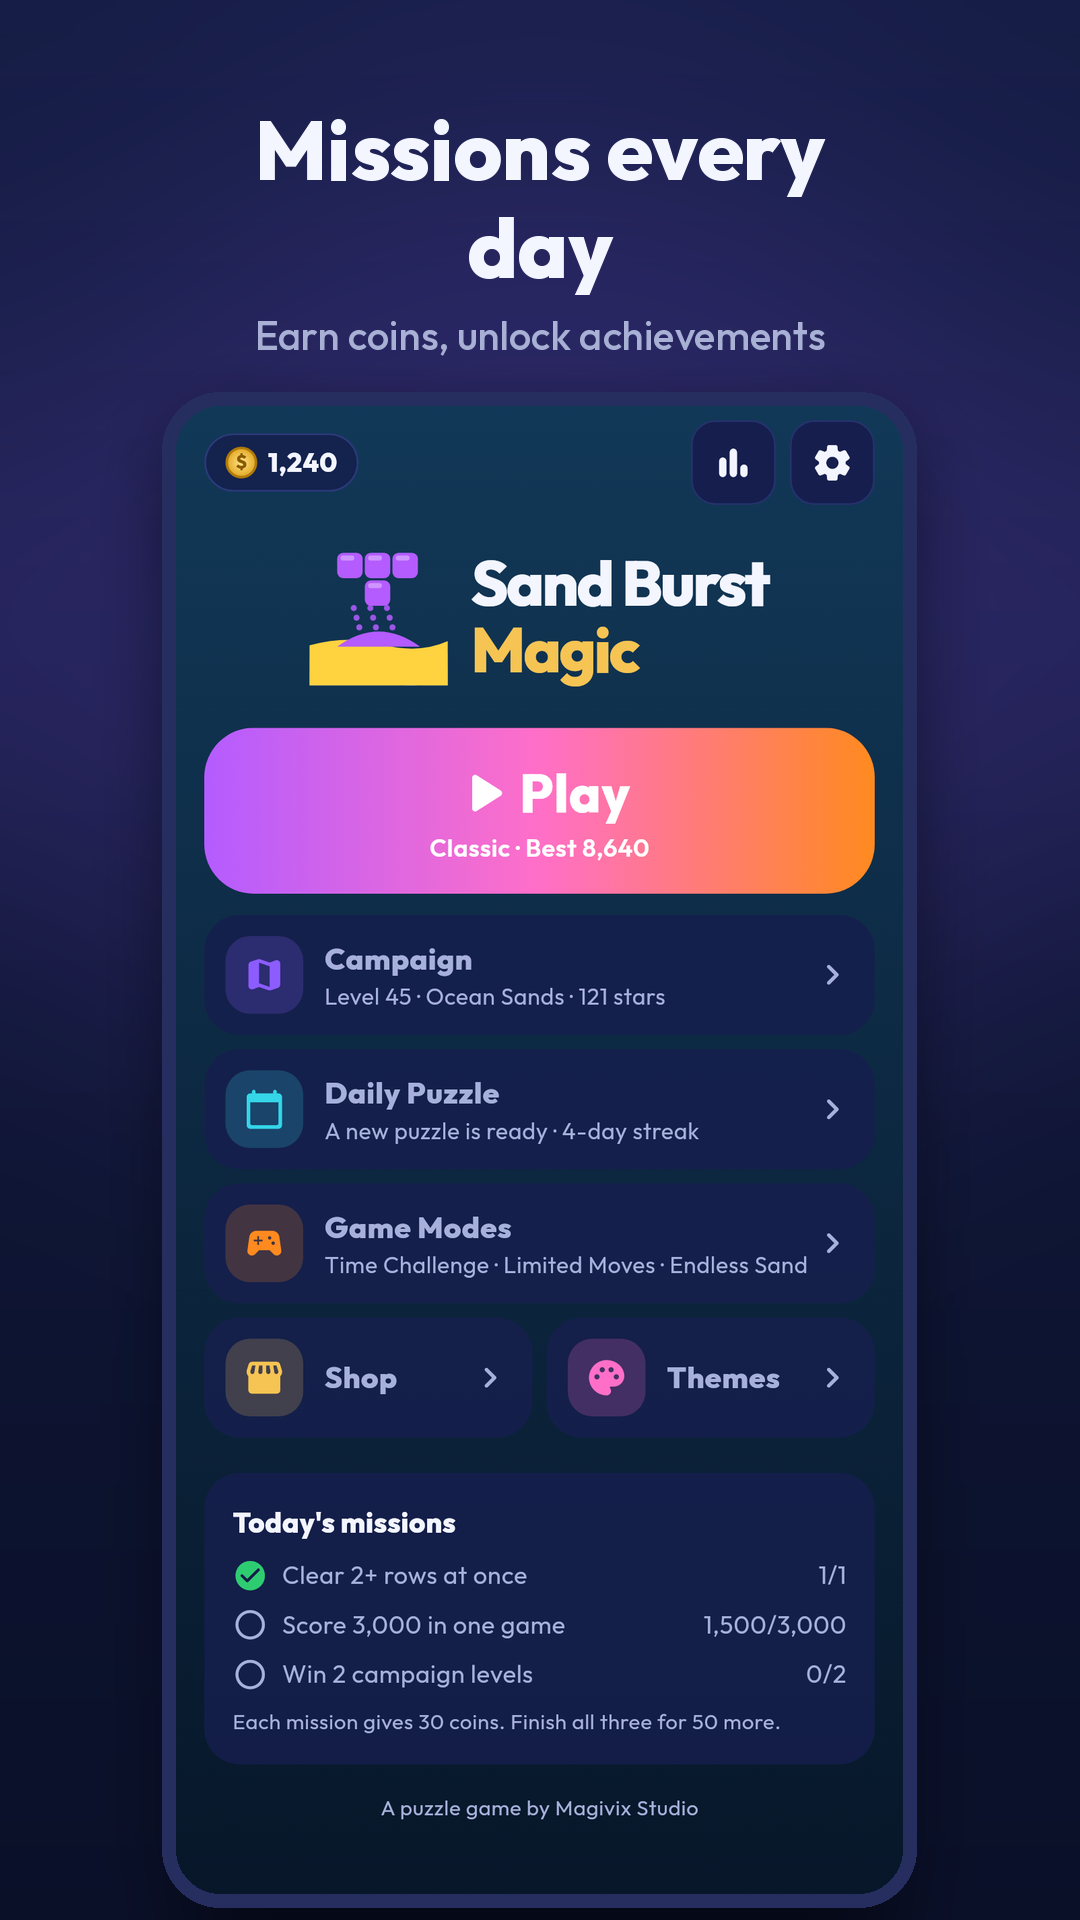 Missions every
day
Earn coins, unlock achievements
1,240
Sand Burst
Magic
Play
Classic · Best 8,640
Campaign
Level 45 · Ocean Sands · 121 stars
Daily Puzzle
A new puzzle is ready · 4-day streak
Game Modes
Time Challenge · Limited Moves · Endless Sand
Shop
Themes
Today's missions
Clear 2+ rows at once 1/1
Score 3,000 in one game 1,500/3,000
Win 2 campaign levels 0/2
Each mission gives 30 coins. Finish all three for 50 more.
A puzzle game by Magivix Studio